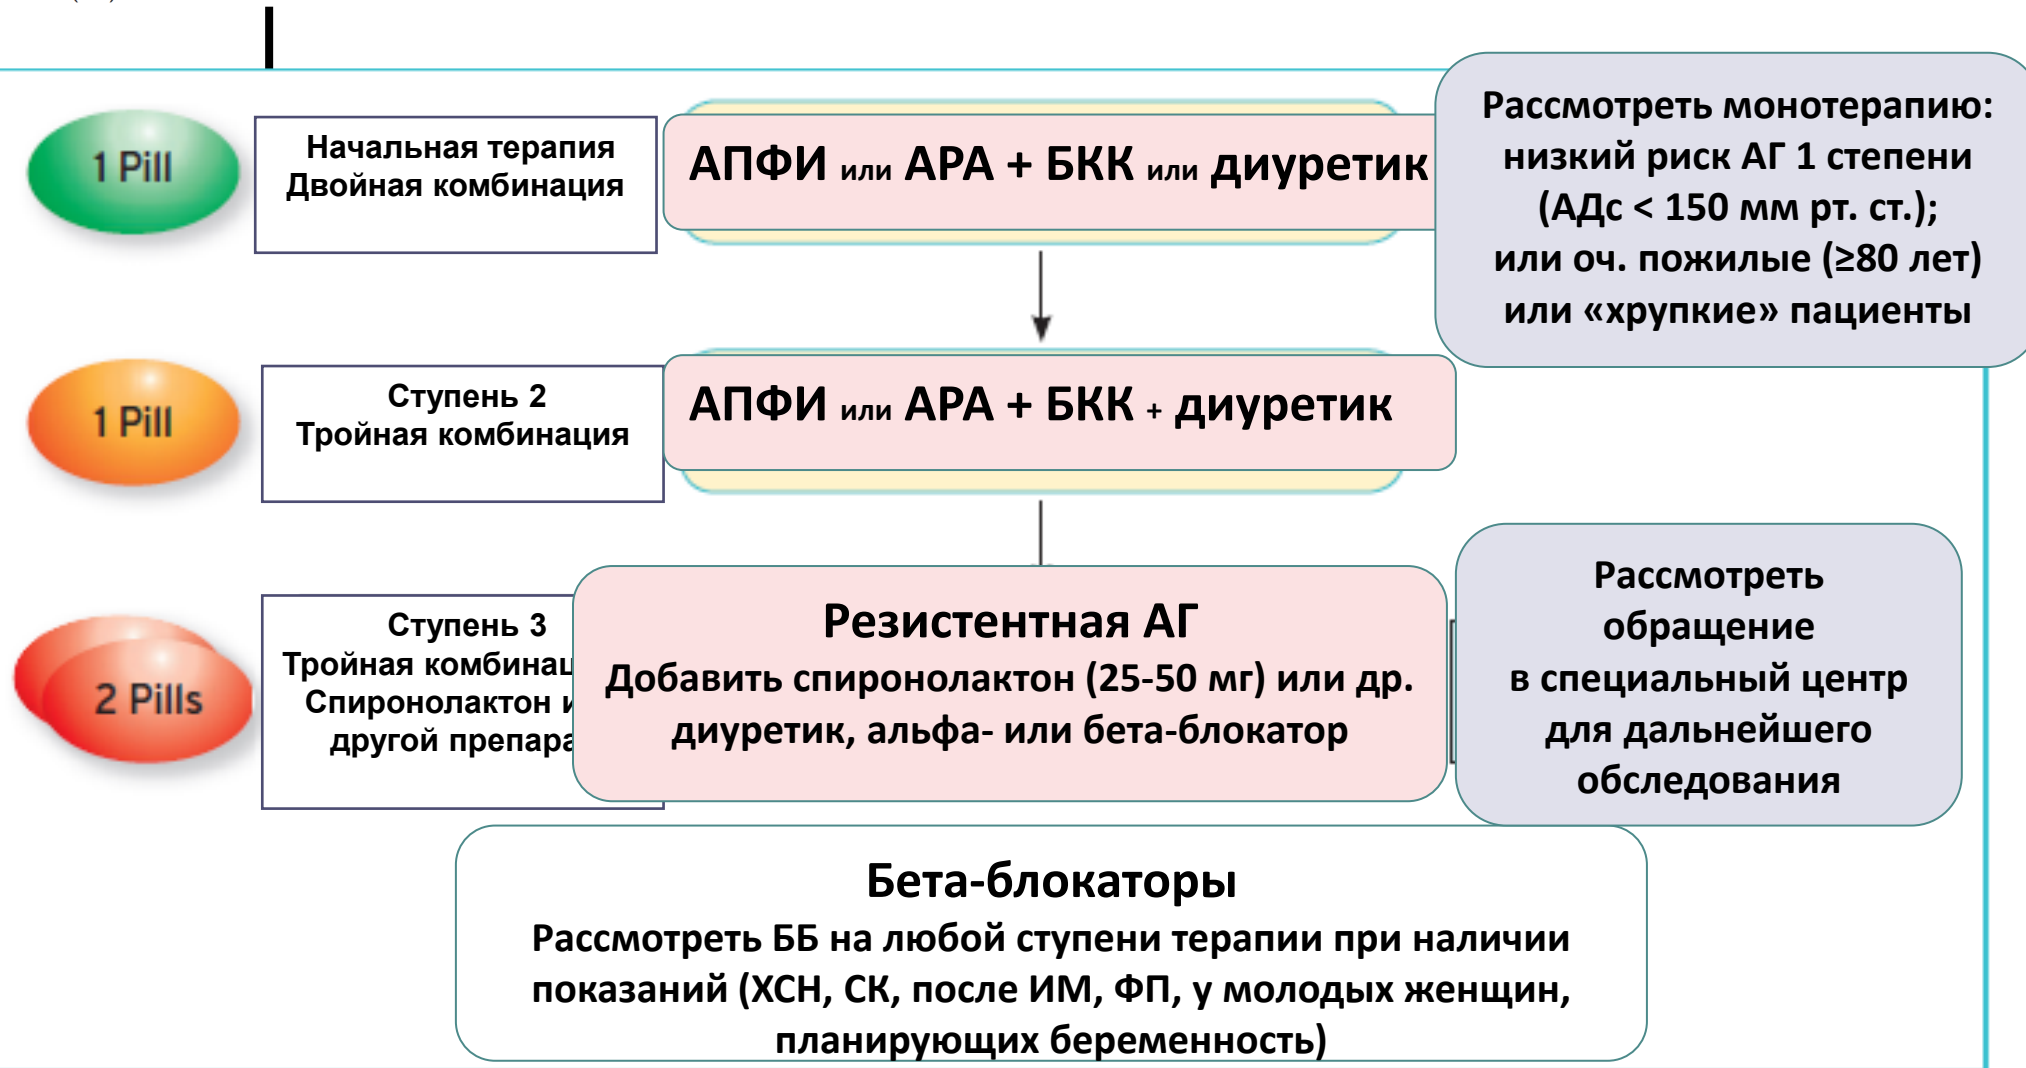 1 Pill
Начальная терапия
Двойная комбинация
АПФИ или АРА + БКК или диуретик
Рассмотреть монотерапию:
низкий риск АГ 1 степени
(АДс < 150 мм рт. ст.);
или оч. пожилые (≥80 лет)
или «хрупкие» пациенты
1 Pill
Ступень 2
Тройная комбинация
АПФИ или АРА + БКК + диуретик
2 Pills
Ступень 3
Тройная
Спиронолактон
другой
Резистентная АГ
Добавить спиронолактон (25-50 мг) или др.
диуретик, альфа- или бета-блокатор
Рассмотреть
обращение
в специальный центр
для дальнейшего
обследования
Бета-блокаторы
Рассмотреть ББ на любой ступени терапии при наличии
показаний (ХСН, СК, после ИМ, ФП, у молодых женщин,
планирующих беременность)